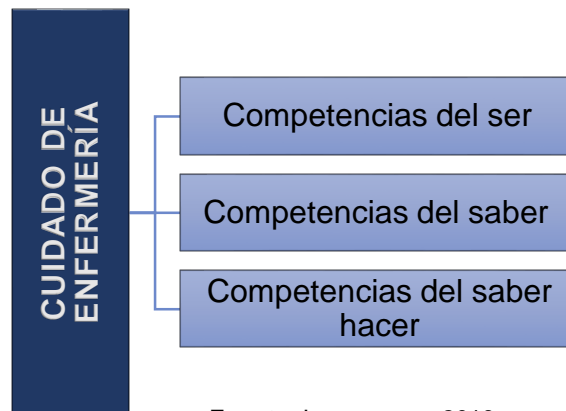 CUIDADO DE
ENFERMERÍA
Competencias del ser
Competencias del saber
Competencias del saber
hacer